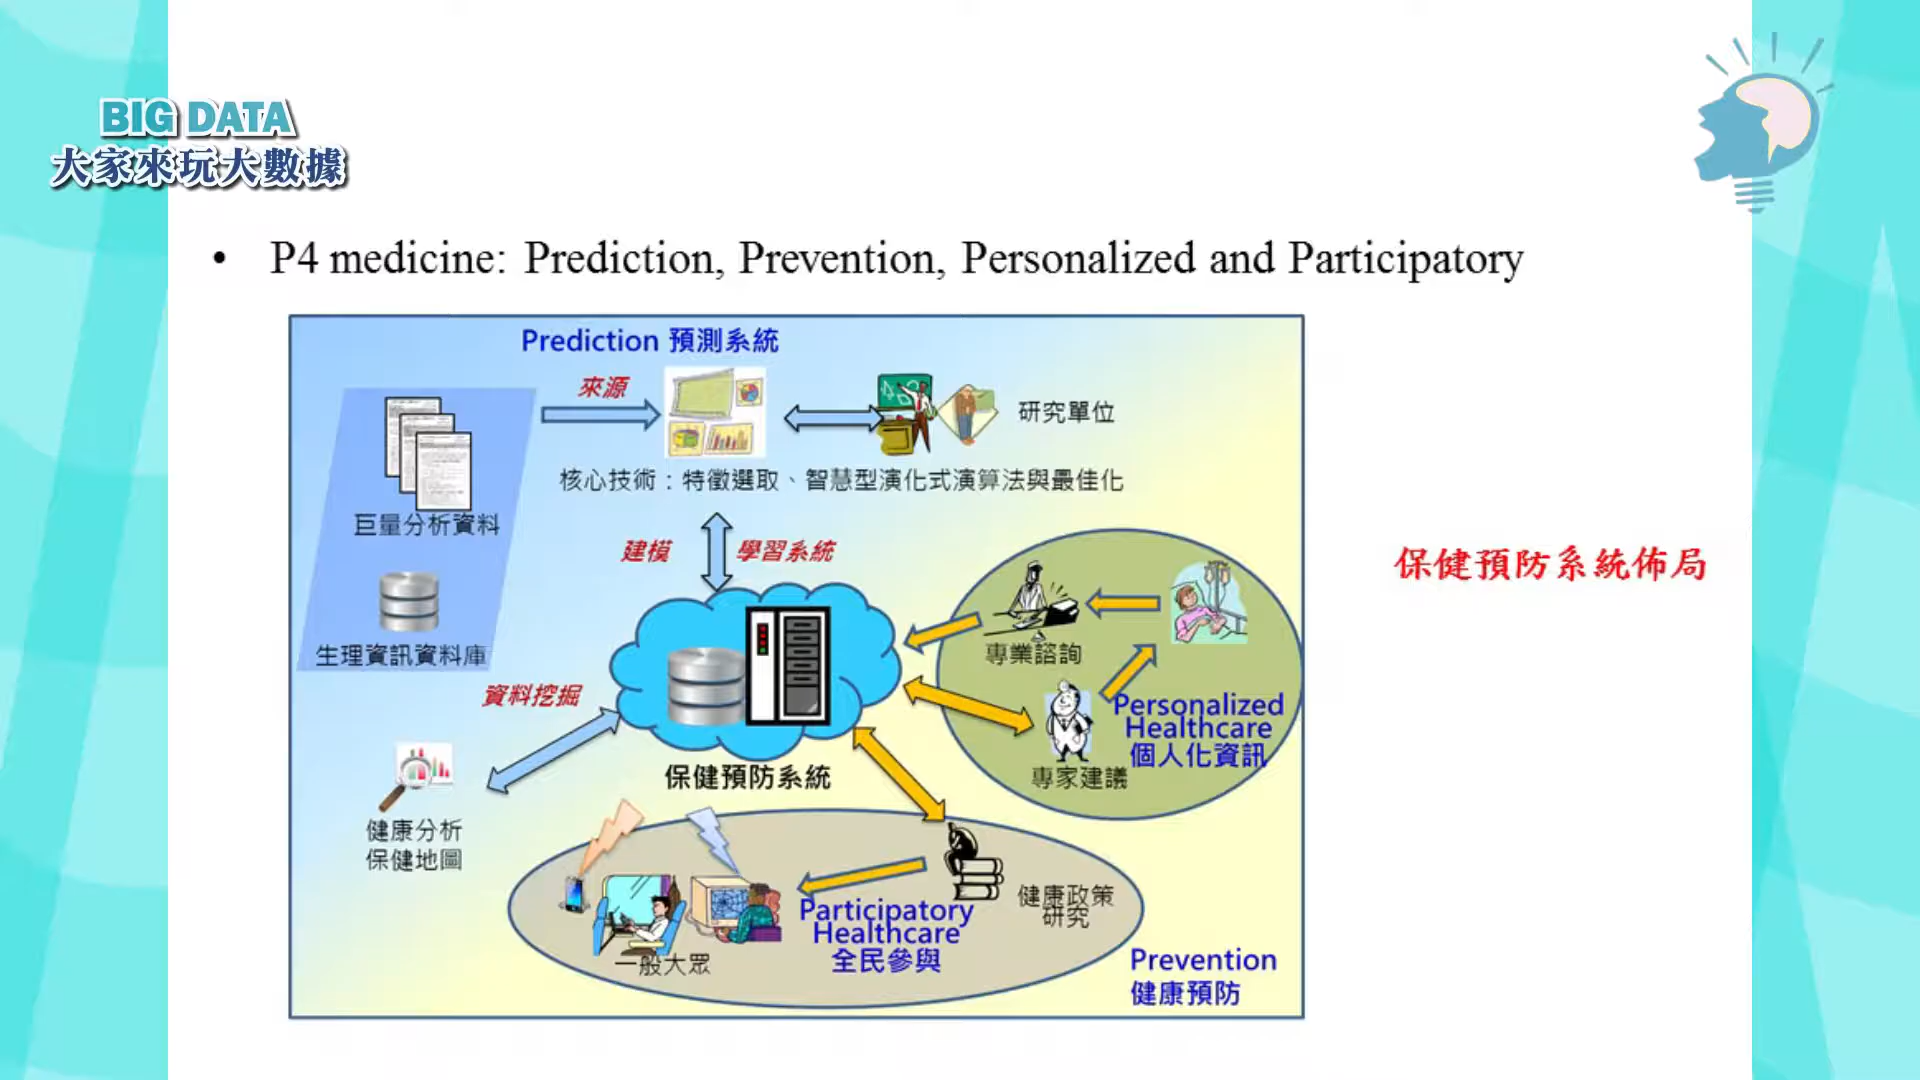 BIG DATA
大家來玩大數據
• P4 medicine: Prediction, Prevention, Personalized and Participatory
Prediction 預測系統
來源
研究單位
核心技術：特徵選取、智慧型演化式演算法與最佳化
巨量分析資料
建模
學習系統
保健預防系統佈局
生理資訊資料庫
專業諮詢
資料挖掘
Personalized
Healthcare
個人化資訊
保健預防系統
專家建議
健康分析
保健地圖
健康政策
研究
Participatory
Healthcare
全民參與
一般大眾
Prevention
健康預防